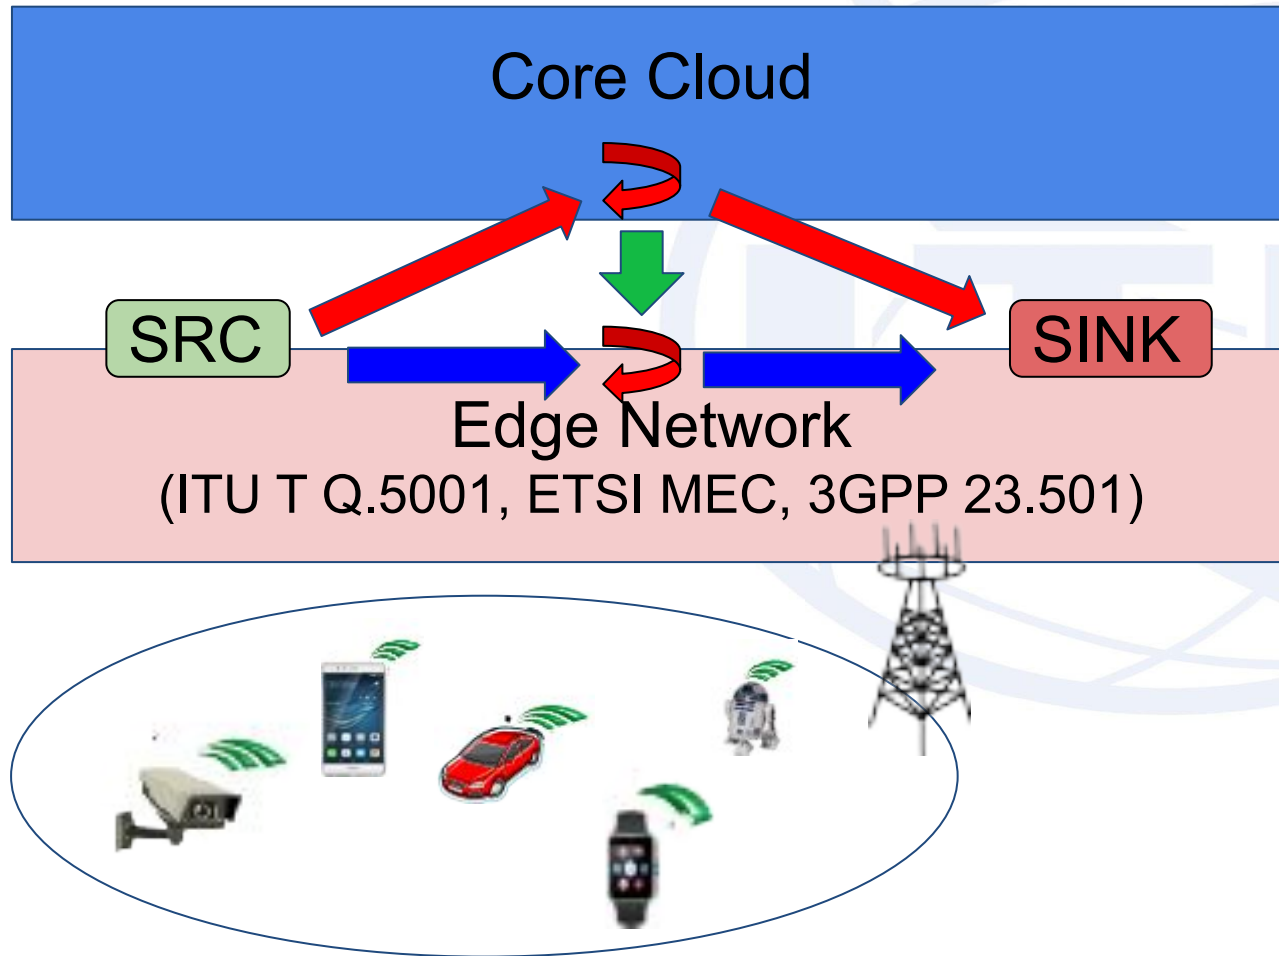 Core Cloud
SRC
SINK
Edge Network
(ITU T Q.5001, ETSI MEC, 3GPP 23.501)